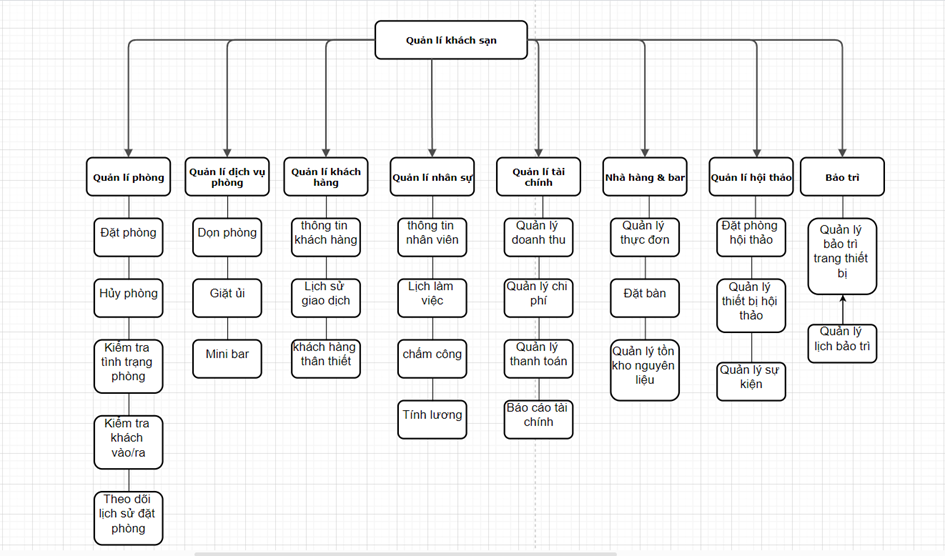 Quản lí khách sạn
Quản lí phòng
Quản lí dịch vụ
phòng
Quản lí khách
hàng
Quản lí nhân sự
Quản lí tài
chính
Nhà hàng & bar
Quản lí hội thảo
Bảo trì
Đặt phòng
Hủy phòng
Kiểm tra
tình trạng
phòng
Kiểm tra
khách
vào/ra
Theo dõi
lịch sử đặt
phòng
Dọn phòng
Giặt ủi
Mini bar
thông tin
khách hàng
Lịch sử
giao dịch
khách hàng
thân thiết
thông tin
nhân viên
Lịch làm
việc
chấm công
Tính lương
Quản lý
doanh thu
Quản lý chi
phí
Quản lý
thanh toán
Báo cáo tài
chính
Quản lý
thực đơn
Đặt bàn
Quản lý tồn
kho nguyên
liệu
Đặt phòng
hội thảo
Quản lý
thiết bị hội
thảo
Quản lý sự
kiện
Quản lý
bảo trì
trang thiết
bị
Quản lý
lịch bảo trì